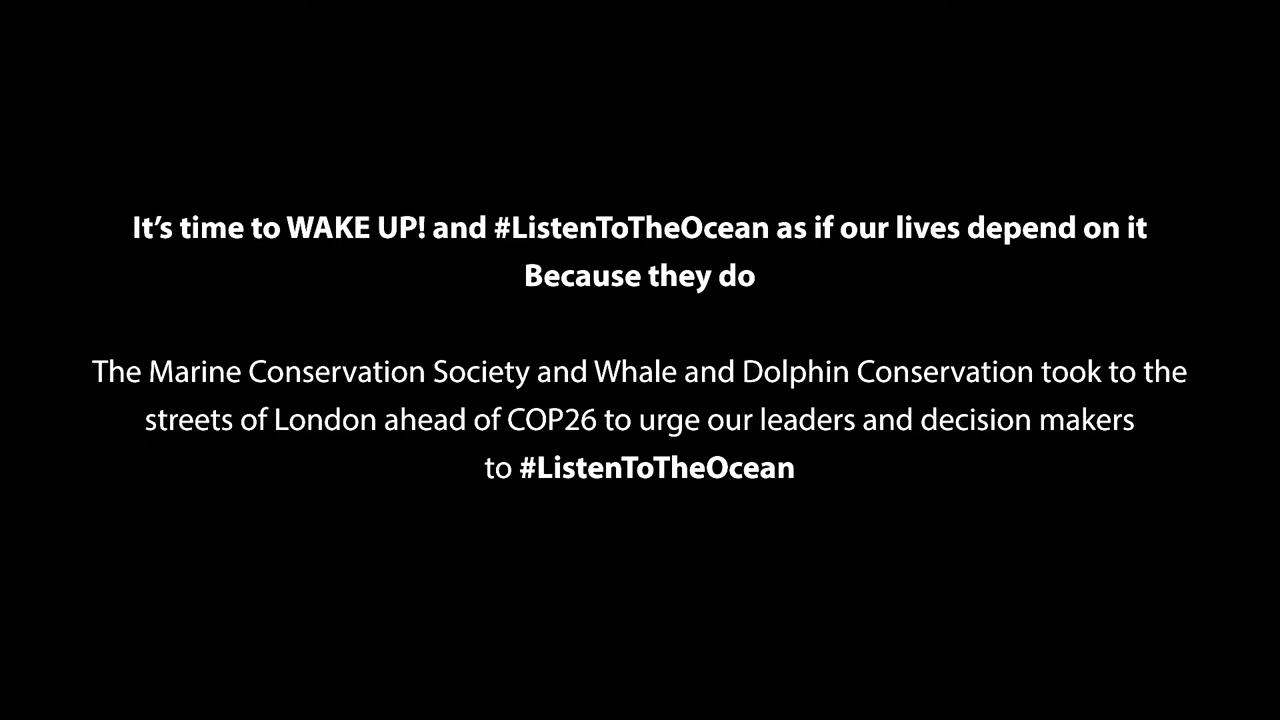 It’s time to WAKE UP! and #ListenToTheOcean as if our lives depend on it
Because they do
The Marine Conservation Society and Whale and Dolphin Conservation took to the
streets of London ahead of COP26 to urge our leaders and decision makers
to #ListenToTheOcean